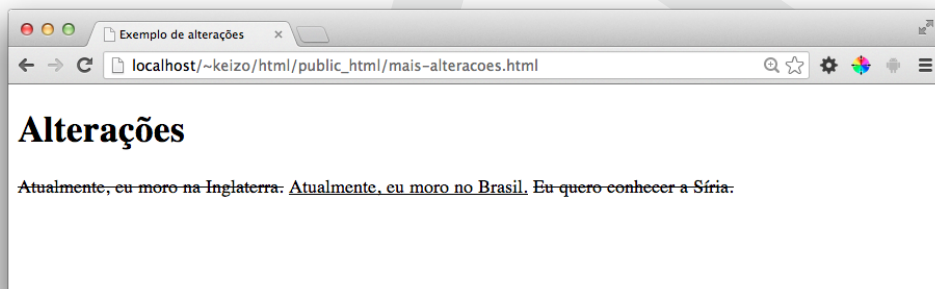 Exemplo de alterações
localhost/~keizo/html/public_html/mais-alteracoes.html
Alterações
Atualmente, eu moro na Inglaterra. Atualmente, eu moro no Brasil. Eu quero conhecer a Síria.